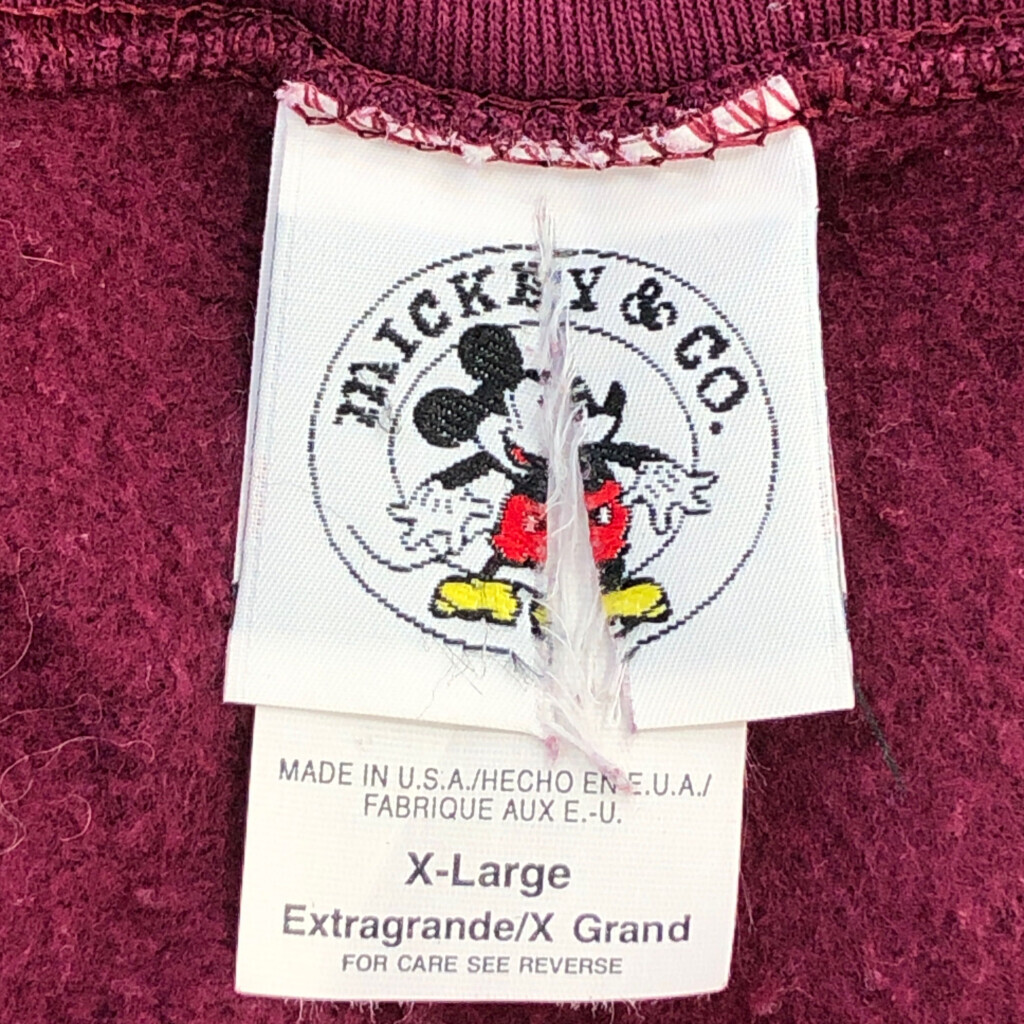 MICKEY & CO.
MADE IN U.S.A./HECHO EN E.U.A./
FABRIQUE AUX E.-U.
X-Large
Extragrande/X Grand
FOR CARE SEE REVERSE